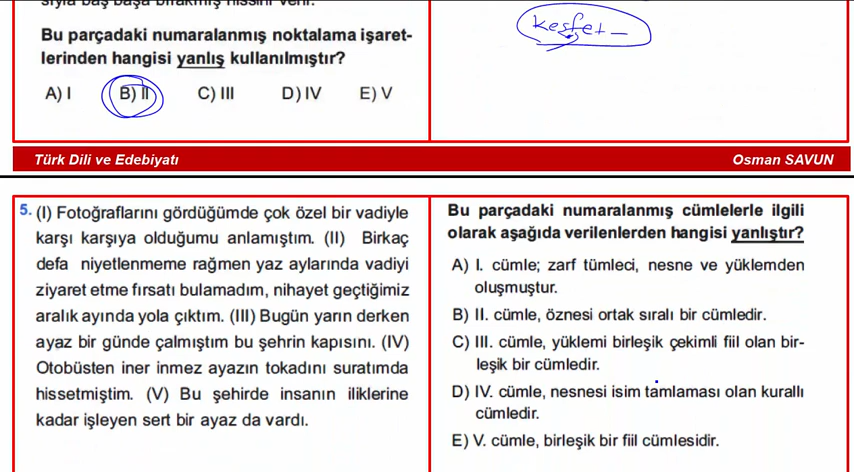 Bu parçadaki numaralanmış noktalama işaret-
lerinden hangisi yanlış kullanılmıştır?
A) I B) II C) III D) IV E) V
keşfet-
Türk Dili ve Edebiyatı
Osman SAVUN
5. (I) Fotoğraflarını gördüğümde çok özel bir vadiyle
karşı karşıya olduğumu anlamıştım. (II) Birkaç
defa niyetlenmeme rağmen yaz aylarında vadiyi
ziyaret etme fırsatı bulamadım, nihayet geçtiğimiz
aralık ayında yola çıktım. (III) Bugün yarın derken
ayaz bir günde çalmıştım bu şehrin kapısını. (IV)
Otobüsten iner inmez ayazın tokadını suratımda
hissetmiştim. (V) Bu şehirde insanın iliklerine
kadar işleyen sert bir ayaz da vardı.
Bu parçadaki numaralanmış cümlelerle ilgili
olarak aşağıda verilenlerden hangisi yanlıştır?
A) I. cümle; zarf tümleci, nesne ve yüklemden
oluşmuştur.
B) II. cümle, öznesi ortak sıralı bir cümledir.
C) III. cümle, yüklemi birleşik çekimli fiil olan bir-
leşik bir cümledir.
D) IV. cümle, nesnesi isim tamlaması olan kurallı
cümledir.
E) V. cümle, birleşik bir fiil cümlesidir.